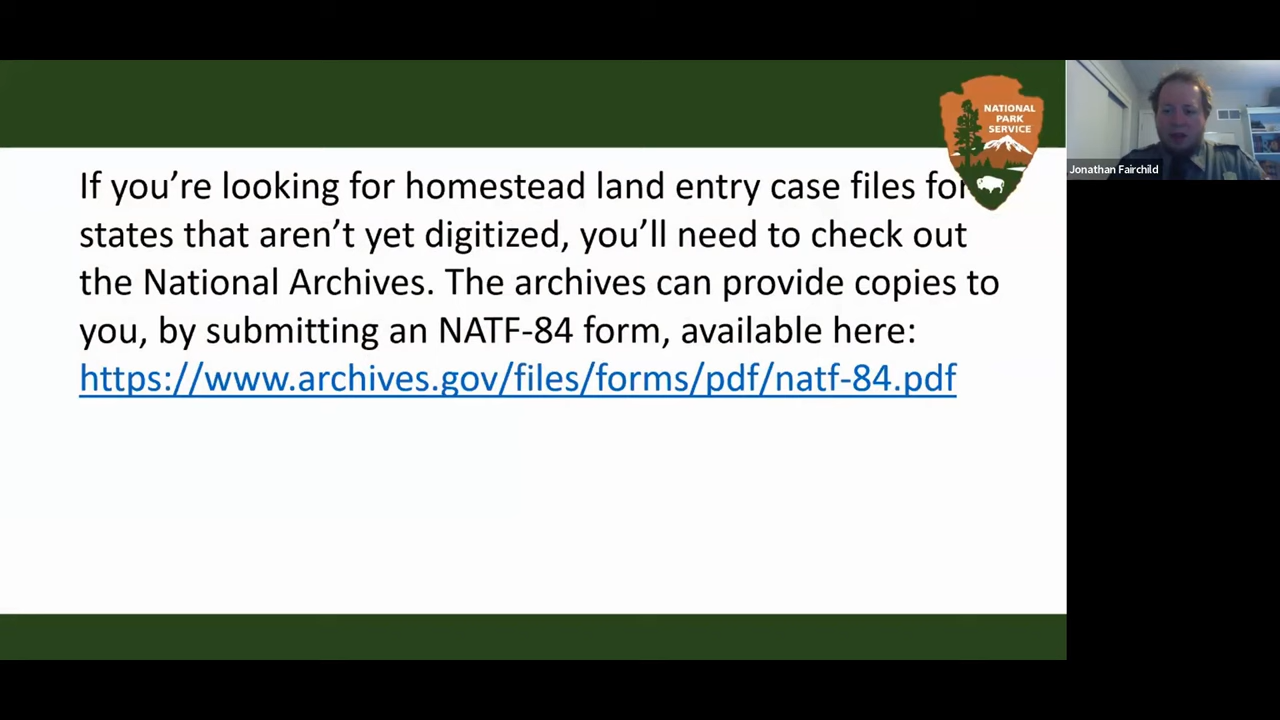 NATIONAL
PARK
SERVICE
If you’re looking for homestead land entry case files for
states that aren’t yet digitized, you’ll need to check out
the National Archives. The archives can provide copies to
you, by submitting an NATF-84 form, available here:
https://www.archives.gov/files/forms/pdf/natf-84.pdf
Jonathan Fairchild